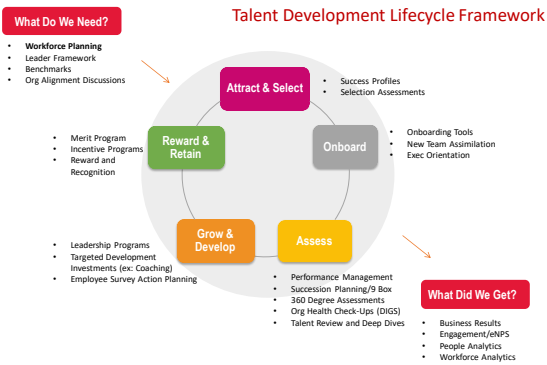 Talent Development Lifecycle Framework
What Do We Need?
• Workforce Planning
• Leader Framework
• Benchmarks
• Org Alignment Discussions
Attract & Select
• Success Profiles
• Selection Assessments
Onboard
• Onboarding Tools
• New Team Assimilation
• Exec Orientation
Assess
• Performance Management
• Succession Planning/9 Box
• 360 Degree Assessments
• Org Health Check-Ups (DIGS)
• Talent Review and Deep Dives
Grow &
Develop
• Leadership Programs
• Targeted Development
Investments (ex: Coaching)
• Employee Survey Action Planning
Reward &
Retain
• Merit Program
• Incentive Programs
• Reward and
Recognition
What Did We Get?
• Business Results
• Engagement/eNPS
• People Analytics
• Workforce Analytics